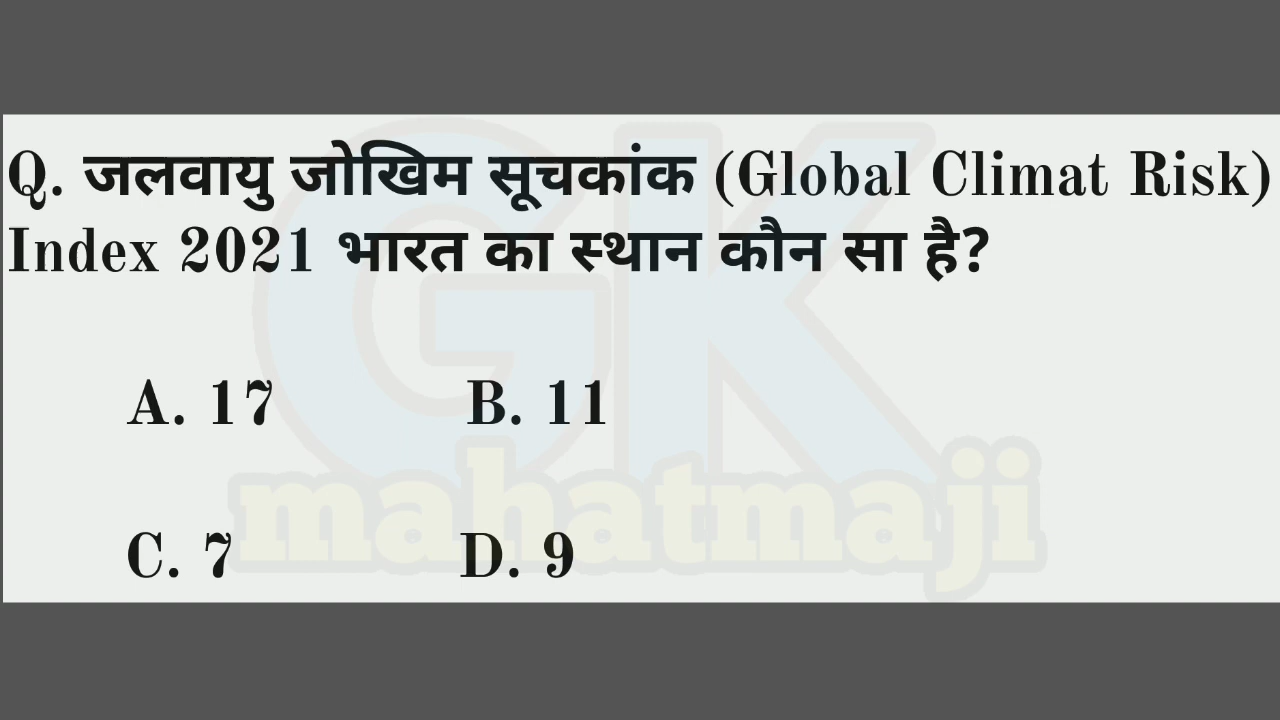 Q. जलवायु जोखिम सूचकांक (Global Climat Risk)
Index 2021 भारत का स्थान कौन सा है?
A. 17 B. 11
C. 7 D. 9
GK
mahatmaji